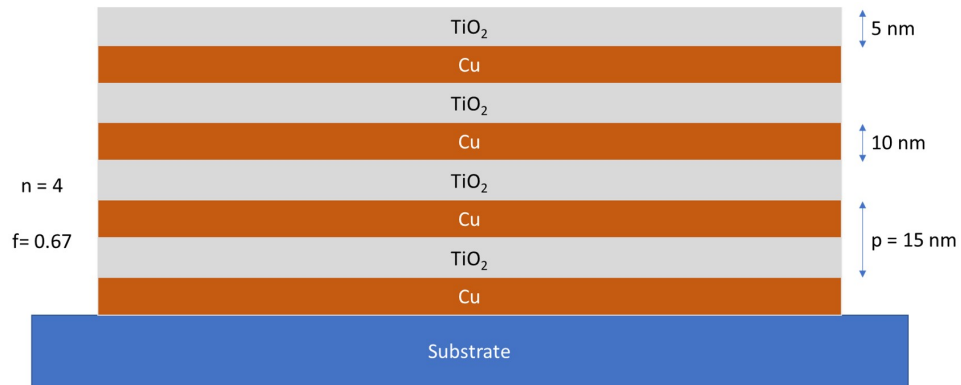 TiO₂
5 nm
Cu
TiO₂
Cu
10 nm
TiO₂
n = 4
Cu
f= 0.67
p = 15 nm
TiO₂
Cu
Substrate